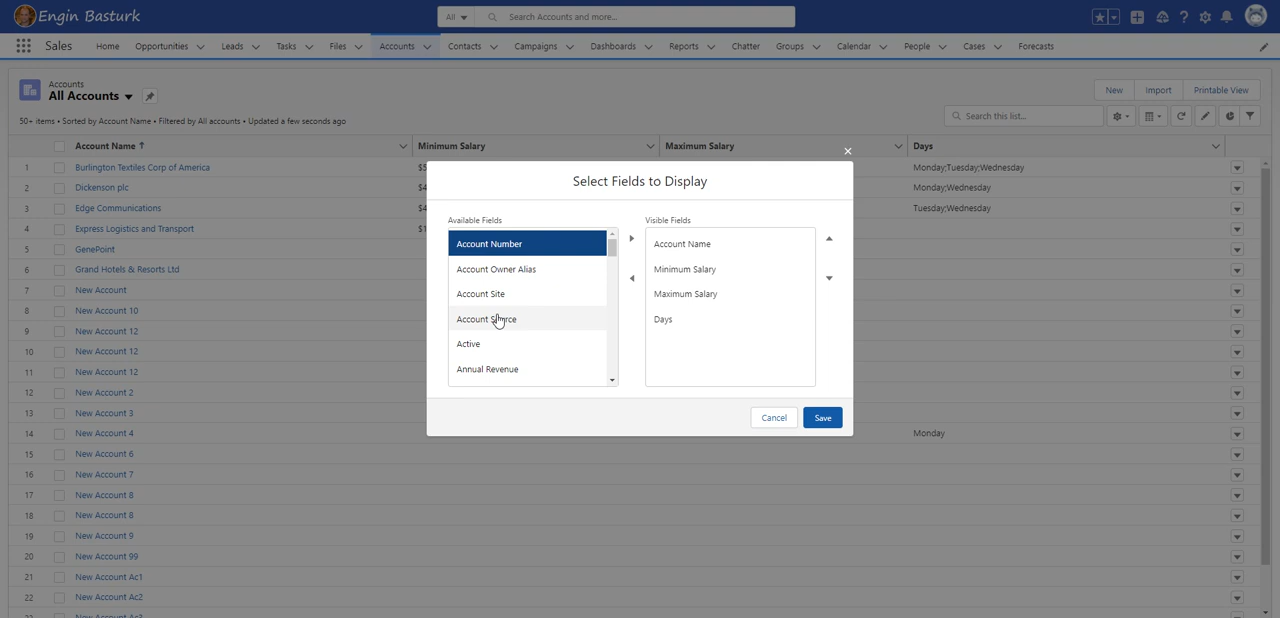 Engin Basturk
All
Search Accounts and more...
Sales
Home
Opportunities
Leads
Tasks
Files
Accounts
Contacts
Campaigns
Dashboards
Reports
Chatter
Groups
Calendar
People
Cases
Forecasts
Accounts
All Accounts
New
Import
Printable View
50+ items • Sorted by Account Name • Filtered by All accounts • Updated a few seconds ago
Search this list...
Account Name
Minimum Salary
Maximum Salary
Days
1 Burlington Textiles Corp of America Monday;Tuesday;Wednesday
2 Dickenson plc Monday;Wednesday
3 Edge Communications Tuesday;Wednesday
4 Express Logistics and Transport
5 GenePoint
6 Grand Hotels & Resorts Ltd
7 New Account
8 New Account 10
9 New Account 12
10 New Account 12
11 New Account 12
12 New Account 2
13 New Account 3
14 New Account 4 Monday
15 New Account 6
16 New Account 7
17 New Account 8
18 New Account 8
19 New Account 9
20 New Account 99
21 New Account Ac1
22 New Account Ac2
Select Fields to Display
Available Fields
Account Number
Account Owner Alias
Account Site
Account Source
Active
Annual Revenue
Visible Fields
Account Name
Minimum Salary
Maximum Salary
Days
Cancel
Save